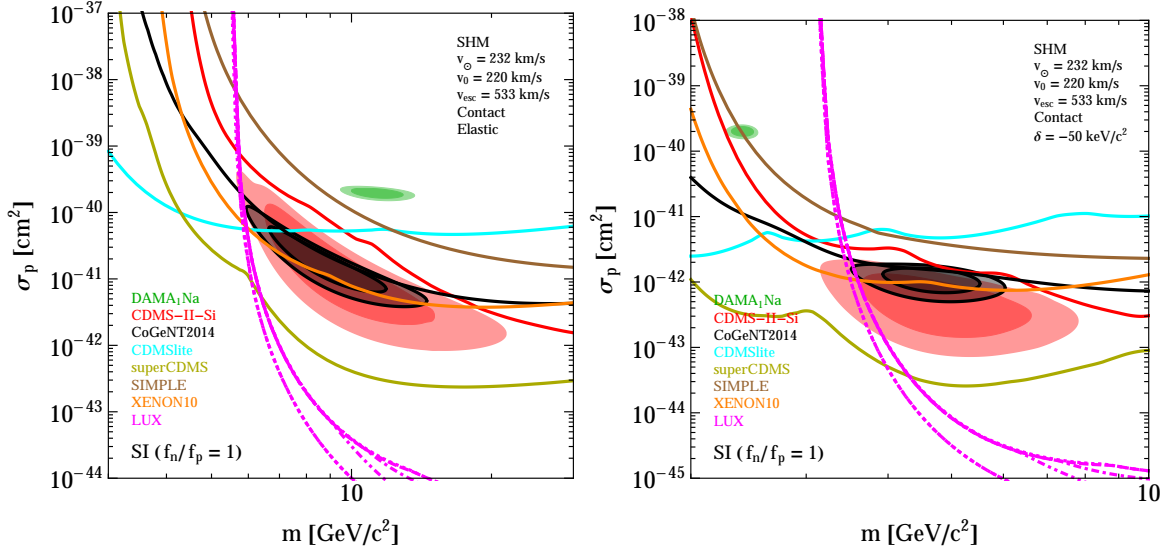 10^-37
10^-38
10^-39
10^-40
10^-41
10^-42
10^-43
10^-44
σp [cm²]
SHM
v⊙ = 232 km/s
v0 = 220 km/s
vesc = 533 km/s
Contact
Elastic
DAMA₁Na
CDMS-II-Si
CoGeNT2014
CDMSlite
superCDMS
SIMPLE
XENON10
LUX
SI (fn/fp = 1)
10
m [GeV/c²]
10^-38
10^-39
10^-40
10^-41
10^-42
10^-43
10^-44
10^-45
σp [cm²]
SHM
v⊙ = 232 km/s
v0 = 220 km/s
vesc = 533 km/s
Contact
δ = −50 keV/c²
DAMA₁Na
CDMS-II-Si
CoGeNT2014
CDMSlite
superCDMS
SIMPLE
XENON10
LUX
SI (fn/fp = 1)
10
m [GeV/c²]